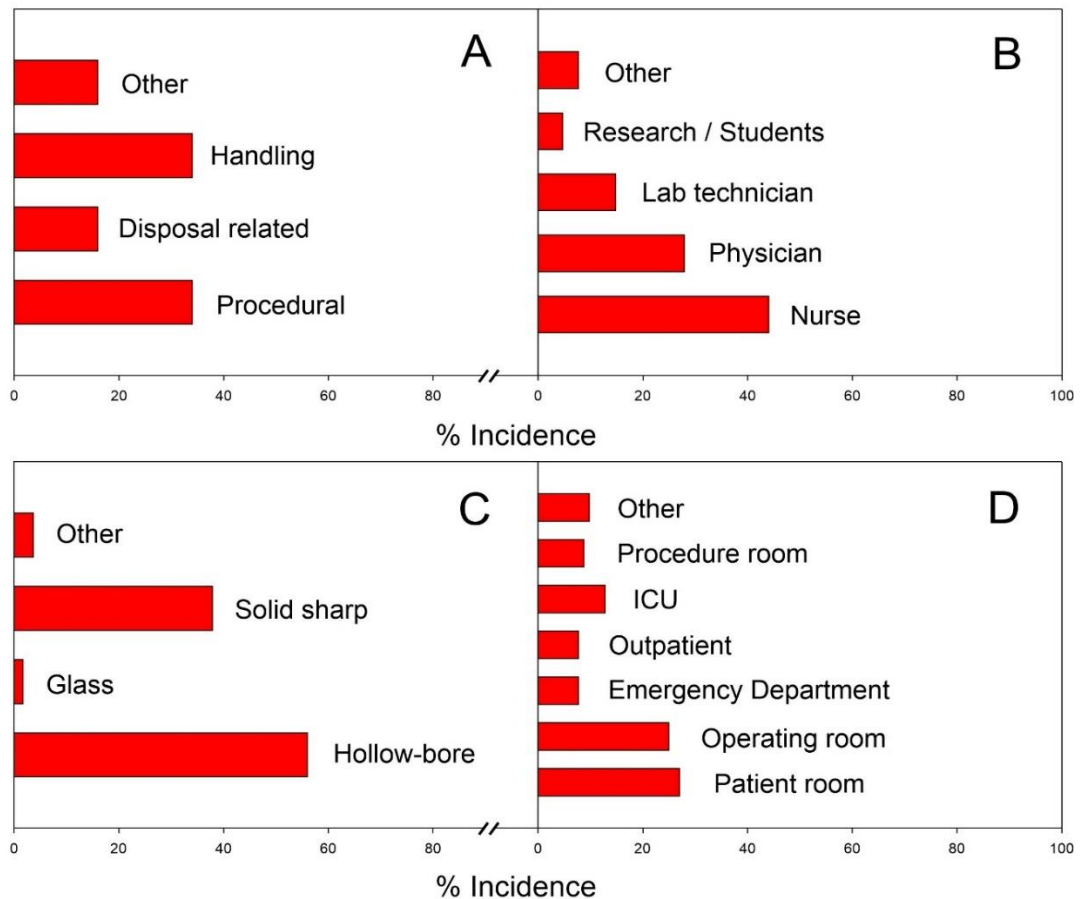 A
Other
Handling
Disposal related
Procedural
0 20 40 60 80
B
Other
Research / Students
Lab technician
Physician
Nurse
0 20 40 60 80 100
% Incidence
C
Other
Solid sharp
Glass
Hollow-bore
0 20 40 60 80
D
Other
Procedure room
ICU
Outpatient
Emergency Department
Operating room
Patient room
0 20 40 60 80 100
% Incidence